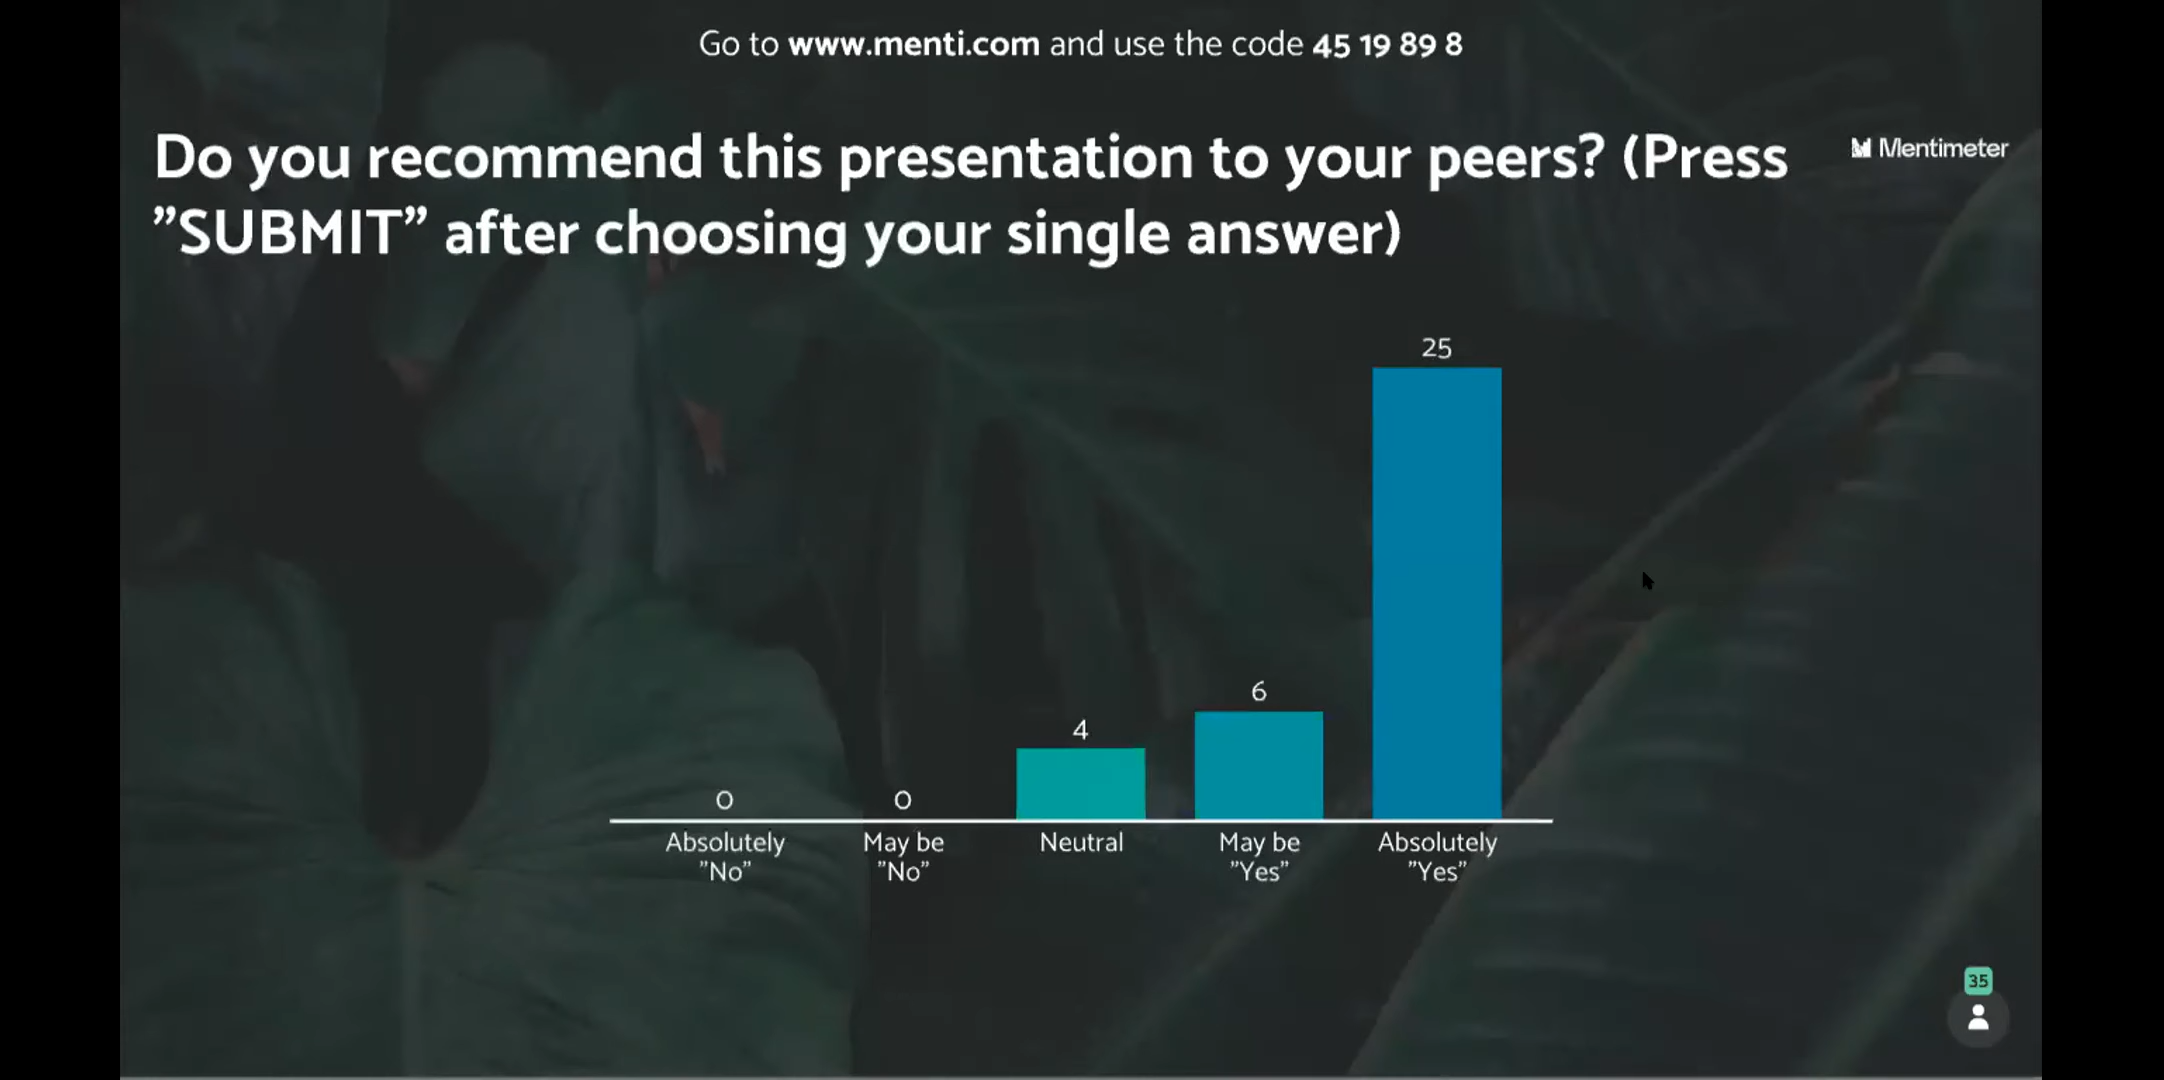 Go to www.menti.com and use the code 45 19 89 8
Do you recommend this presentation to your peers? (Press
”SUBMIT” after choosing your single answer)
Mentimeter
25
6
4
0
0
Absolutely
”No”
May be
”No”
Neutral
May be
”Yes”
Absolutely
”Yes”
35